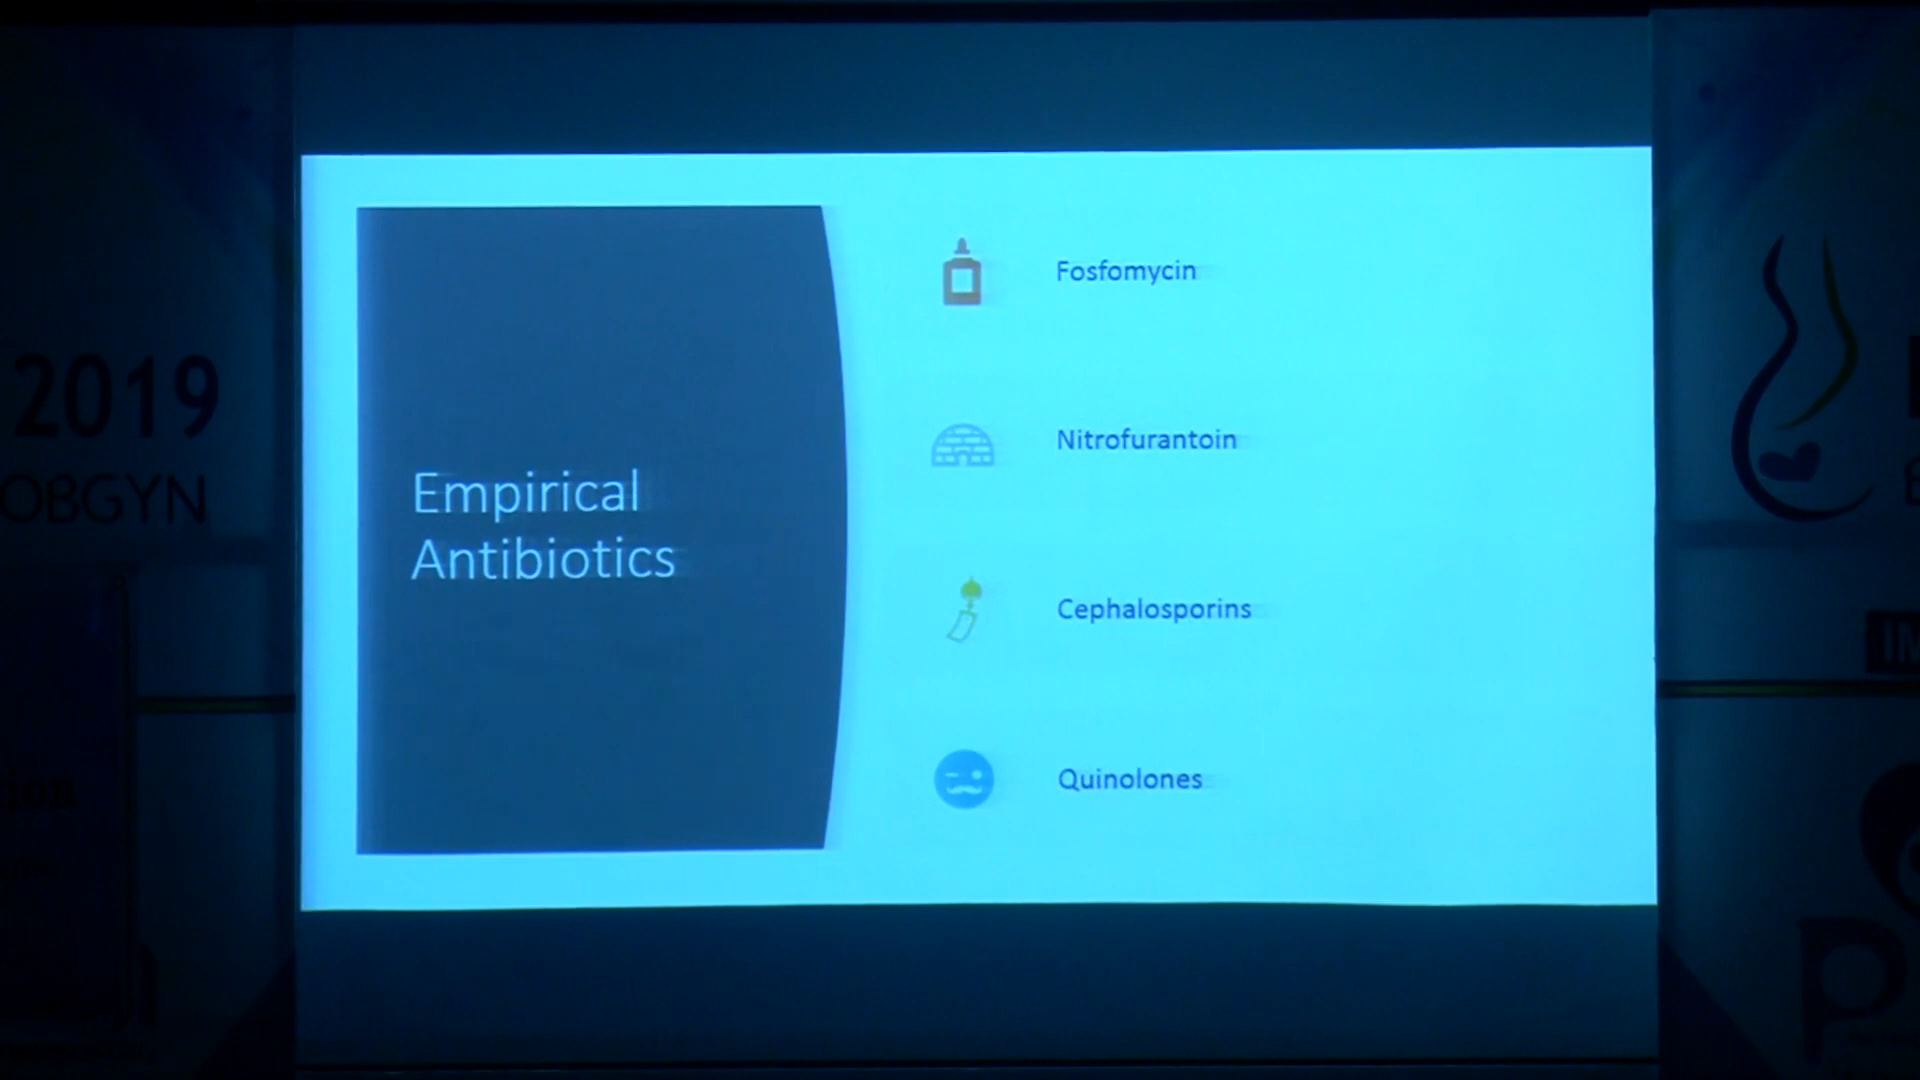 Empirical
Antibiotics
Fosfomycin
Nitrofurantoin
Cephalosporins
Quinolones
2019
OBGYN